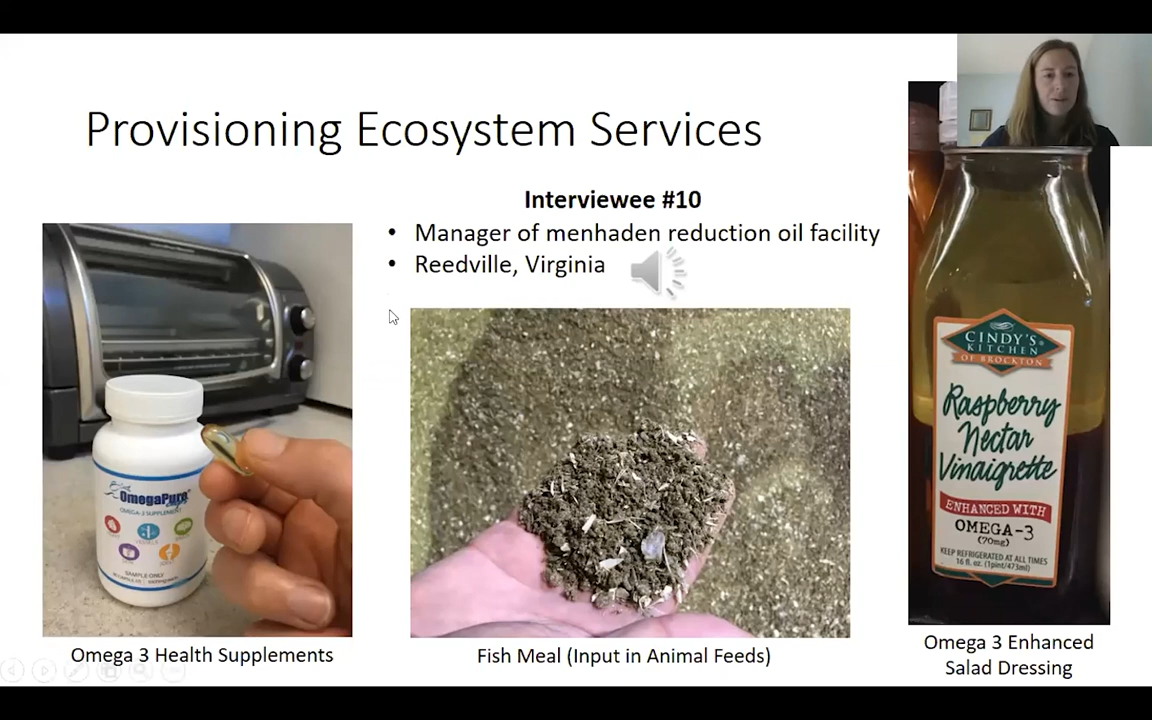 Provisioning Ecosystem Services
Interviewee #10
• Manager of menhaden reduction oil facility
• Reedville, Virginia
OmegaPure
OMEGA-3 SUPPLEMENT
SAMPLE ONLY
CINDY'S
KITCHEN
OF BROCKTON
Raspberry
Nectar
Vinaigrette
ENHANCED WITH
OMEGA-3
(70mg)
KEEP REFRIGERATED AT ALL TIMES
16 fl. oz. (1pint/473ml)
Omega 3 Health Supplements
Fish Meal (Input in Animal Feeds)
Omega 3 Enhanced
Salad Dressing